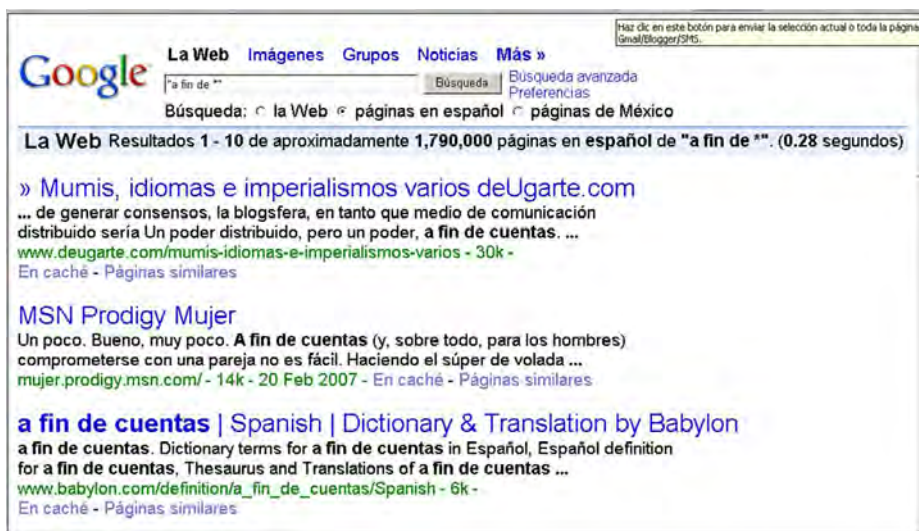 Haz clic en este botón para enviar la selección actual o toda la página
Gmail/Blogger/SMS.
Google
La Web Imágenes Grupos Noticias Más »
"a fin de *"
Búsqueda
Búsqueda avanzada
Preferencias
Búsqueda: la Web páginas en español páginas de México
La Web Resultados 1 - 10 de aproximadamente 1,790,000 páginas en español de "a fin de *". (0.28 segundos)
» Mumis, idiomas e imperialismos varios deUgarte.com
... de generar consensos, la blogsfera, en tanto que medio de comunicación
distribuido sería Un poder distribuido, pero un poder, a fin de cuentas. ...
www.deugarte.com/mumis-idiomas-e-imperialismos-varios - 30k -
En caché - Páginas similares
MSN Prodigy Mujer
Un poco. Bueno, muy poco. A fin de cuentas (y, sobre todo, para los hombres)
comprometerse con una pareja no es fácil. Haciendo el súper de volada ...
mujer.prodigy.msn.com/ - 14k - 20 Feb 2007 - En caché - Páginas similares
a fin de cuentas | Spanish | Dictionary & Translation by Babylon
a fin de cuentas. Dictionary terms for a fin de cuentas in Español, Español definition
for a fin de cuentas, Thesaurus and Translations of a fin de cuentas ...
www.babylon.com/definition/a_fin_de_cuentas/Spanish - 6k -
En caché - Páginas similares